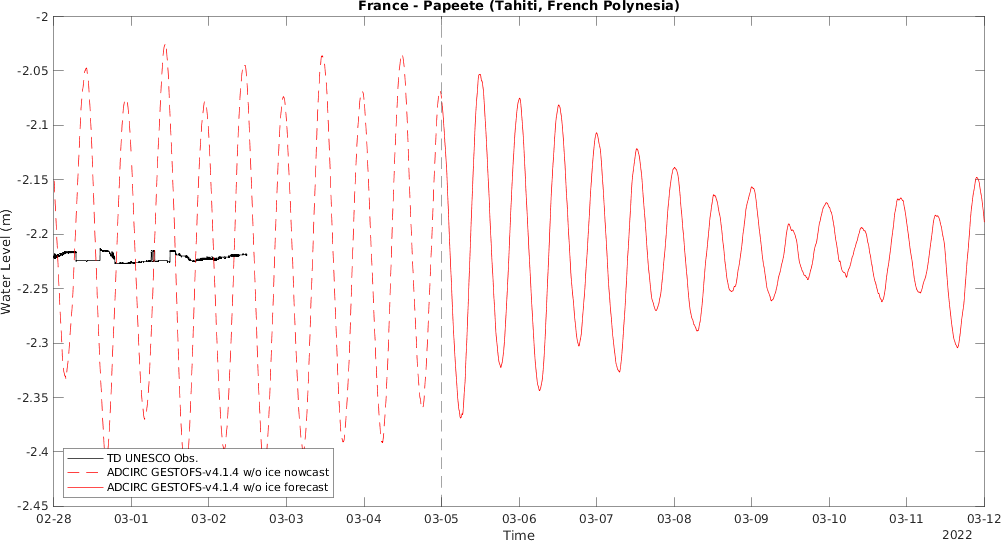 France - Papeete (Tahiti, French Polynesia)
-2
-2.05
-2.1
-2.15
-2.2
-2.25
-2.3
-2.35
-2.4
-2.45
Water Level (m)
TD UNESCO Obs.
ADCIRC GESTOFS-v4.1.4 w/o ice nowcast
ADCIRC GESTOFS-v4.1.4 w/o ice forecast
02-28 03-01 03-02 03-03 03-04 03-05 03-06 03-07 03-08 03-09 03-10 03-11 03-12
Time
2022